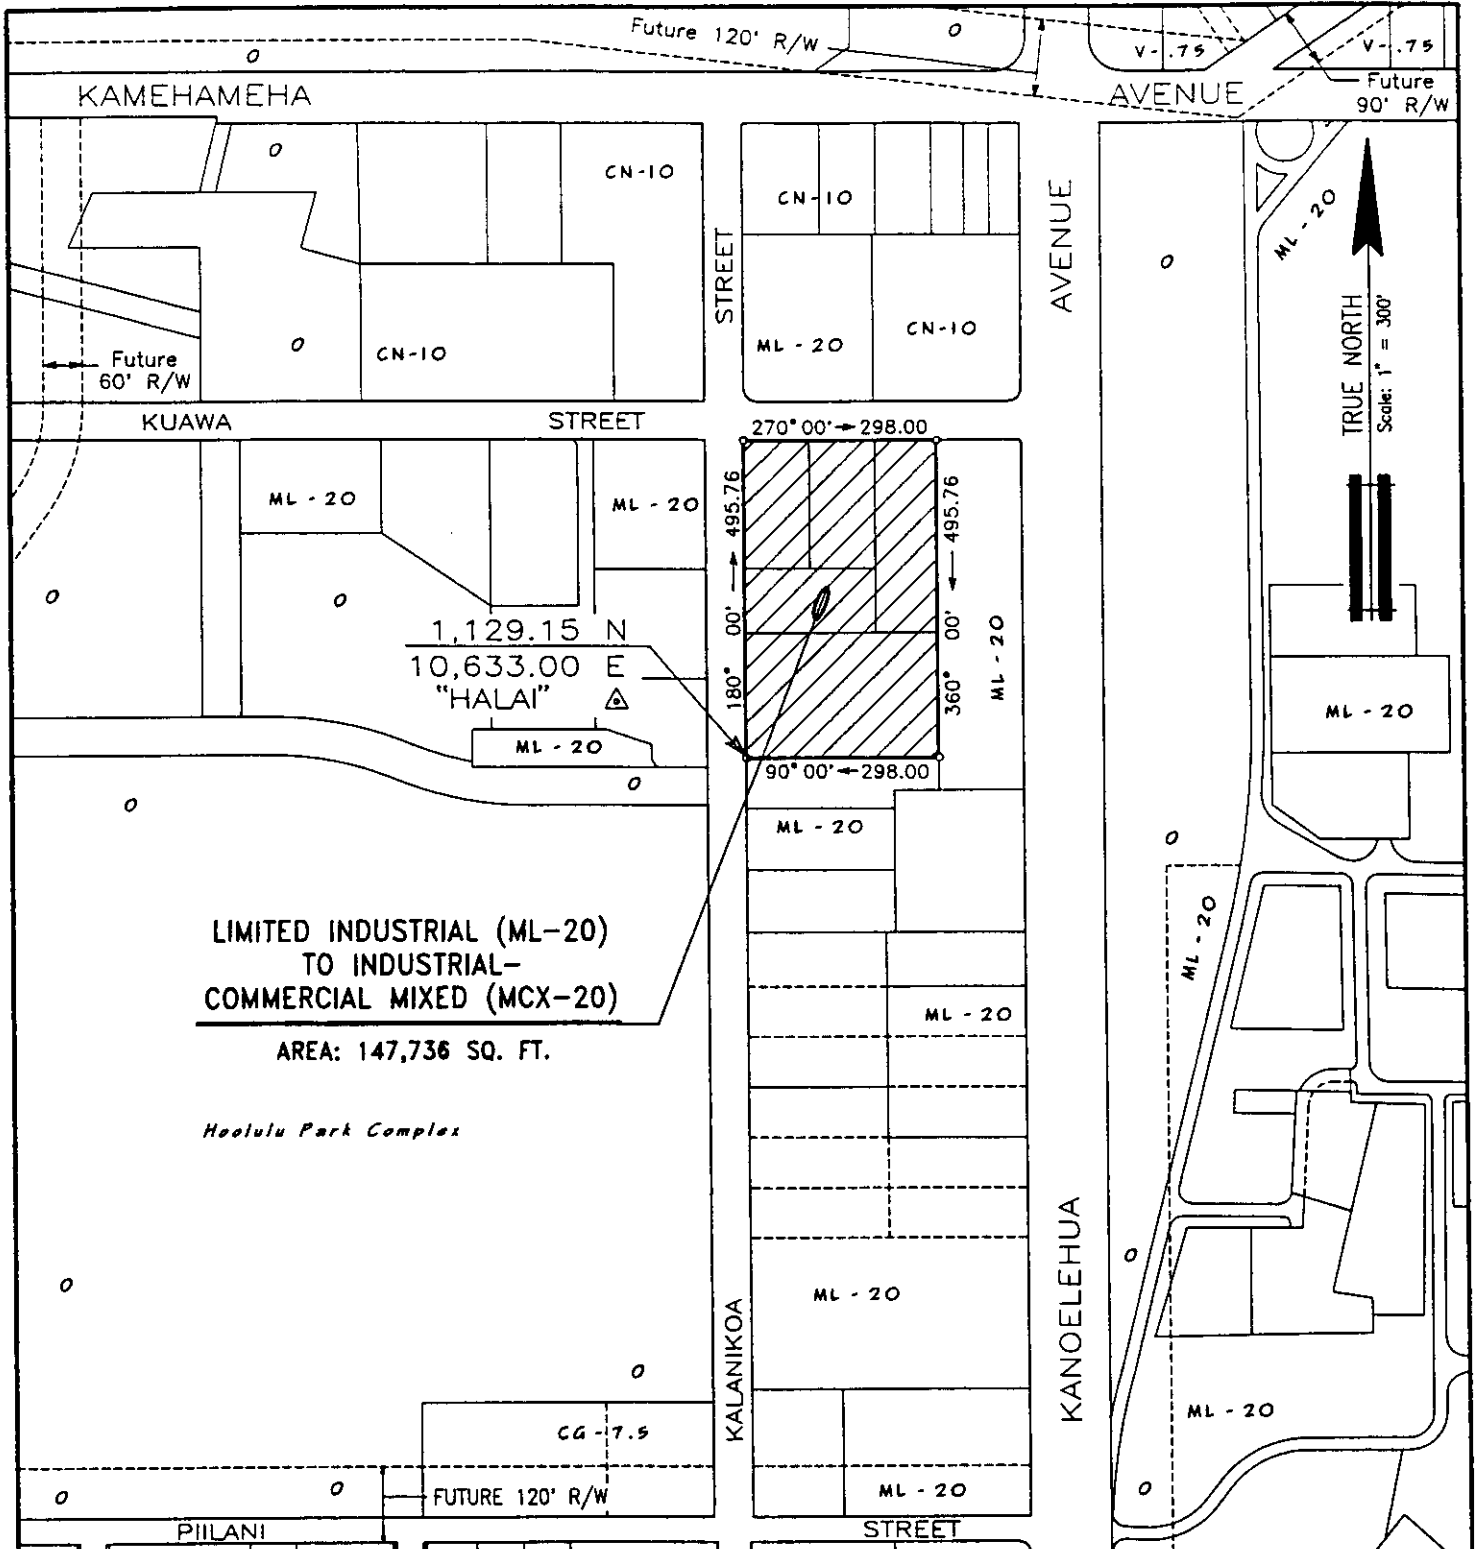 Future 120' R/W
O
O
V-.75
V-.75
KAMEHAMEHA
AVENUE
Future
90' R/W
O
CN-10
CN-10
ML-20
STREET
AVENUE
O
O
CN-10
ML-20
CN-10
Future
60' R/W
TRUE NORTH
Scale: 1" = 300'
KUAWA
STREET
270° 00' 298.00
ML-20
ML-20
180° 00' 495.76
360° 00' 495.76
O
O
ML-20
1,129.15 N
10,633.00 E
"HALAI"
ML-20
ML-20
90° 00' 298.00
O
O
ML-20
O
LIMITED INDUSTRIAL (ML-20)
TO INDUSTRIAL-
COMMERCIAL MIXED (MCX-20)
AREA: 147,736 SQ. FT.
ML-20
ML-20
Hoolulu Park Complex
O
O
ML-20
KALANIKOA
KANOELEHUA
O
ML-20
CG-7.5
O
O
FUTURE 120' R/W
ML-20
O
PIILANI
STREET